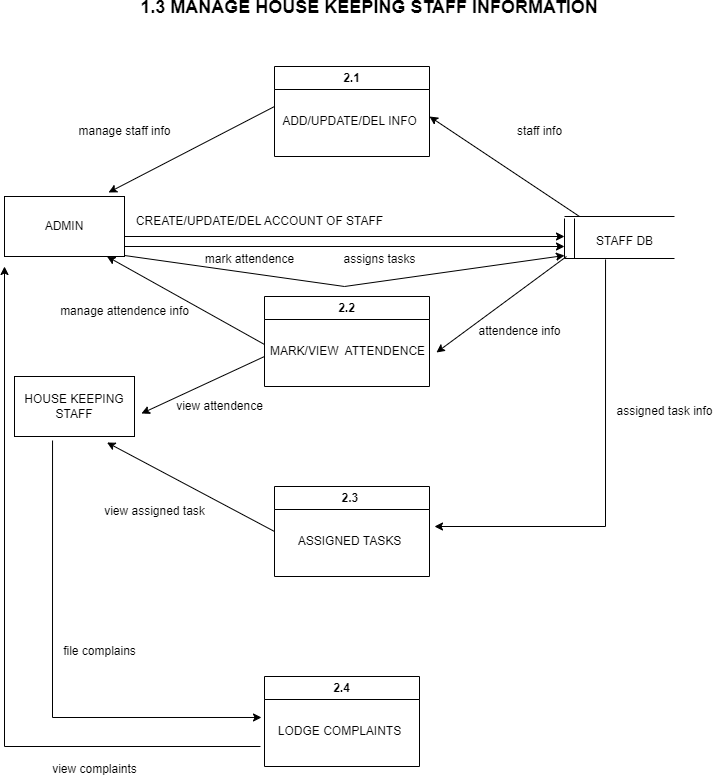 1.3 MANAGE HOUSE KEEPING STAFF INFORMATION
2.1
ADD/UPDATE/DEL INFO
manage staff info
staff info
ADMIN
CREATE/UPDATE/DEL ACCOUNT OF STAFF
STAFF DB
mark attendence
assigns tasks
2.2
manage attendence info
attendence info
MARK/VIEW ATTENDENCE
HOUSE KEEPING
STAFF
view attendence
assigned task info
2.3
view assigned task
ASSIGNED TASKS
file complains
2.4
LODGE COMPLAINTS
view complaints